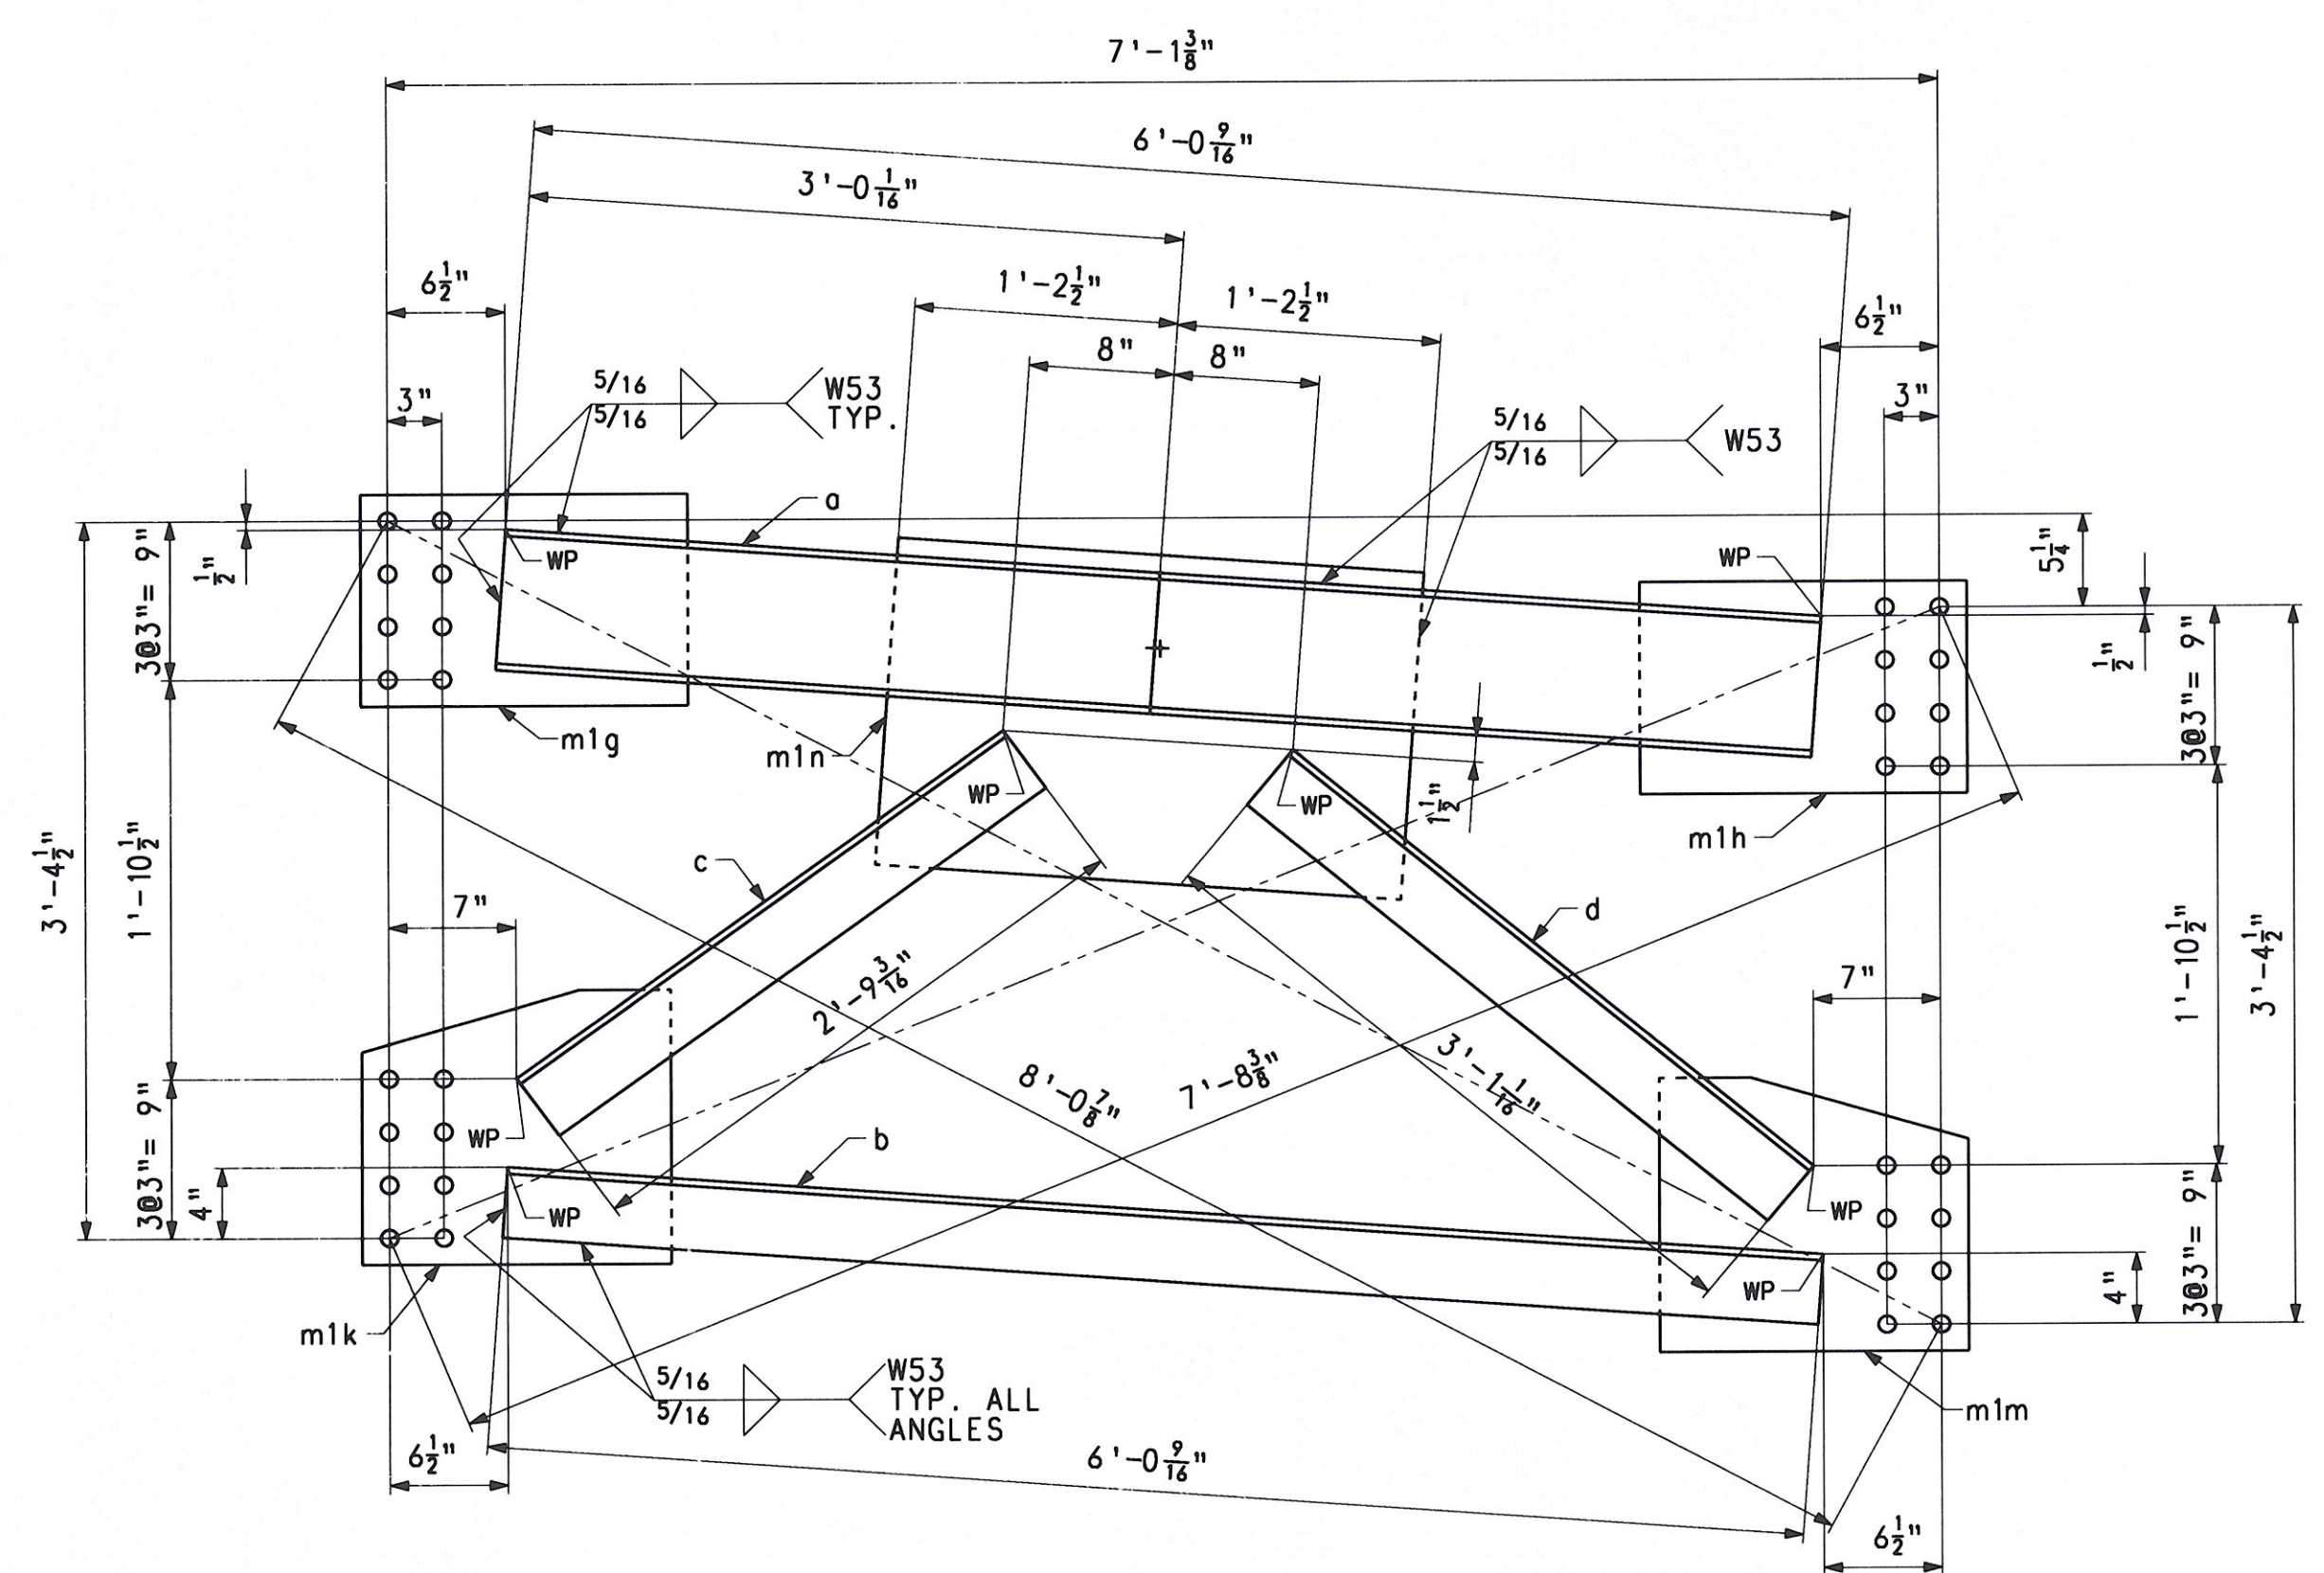 7'-1 3/8"
6'-0 9/16"
3'-0 1/16"
1'-2 1/2"
1'-2 1/2"
6 1/2"
6 1/2"
8"
8"
3"
3"
5/16
5/16
W53
TYP.
5/16
5/16
W53
a
WP
WP
1/2"
3@3"= 9"
5 1/4"
1/2"
3@3"= 9"
m1g
m1n
WP
WP
1 1/2"
m1h
c
d
3'-4 1/2"
1'-10 1/2"
7"
7"
1'-10 1/2"
3'-4 1/2"
2'-9 3/16"
8'-0 7/8"
7'-8 3/8"
3'-1 1/16"
3@3"= 9"
4"
WP
b
WP
WP
WP
4"
3@3"= 9"
m1k
5/16
5/16
W53
TYP. ALL
ANGLES
m1m
6 1/2"
6'-0 9/16"
6 1/2"